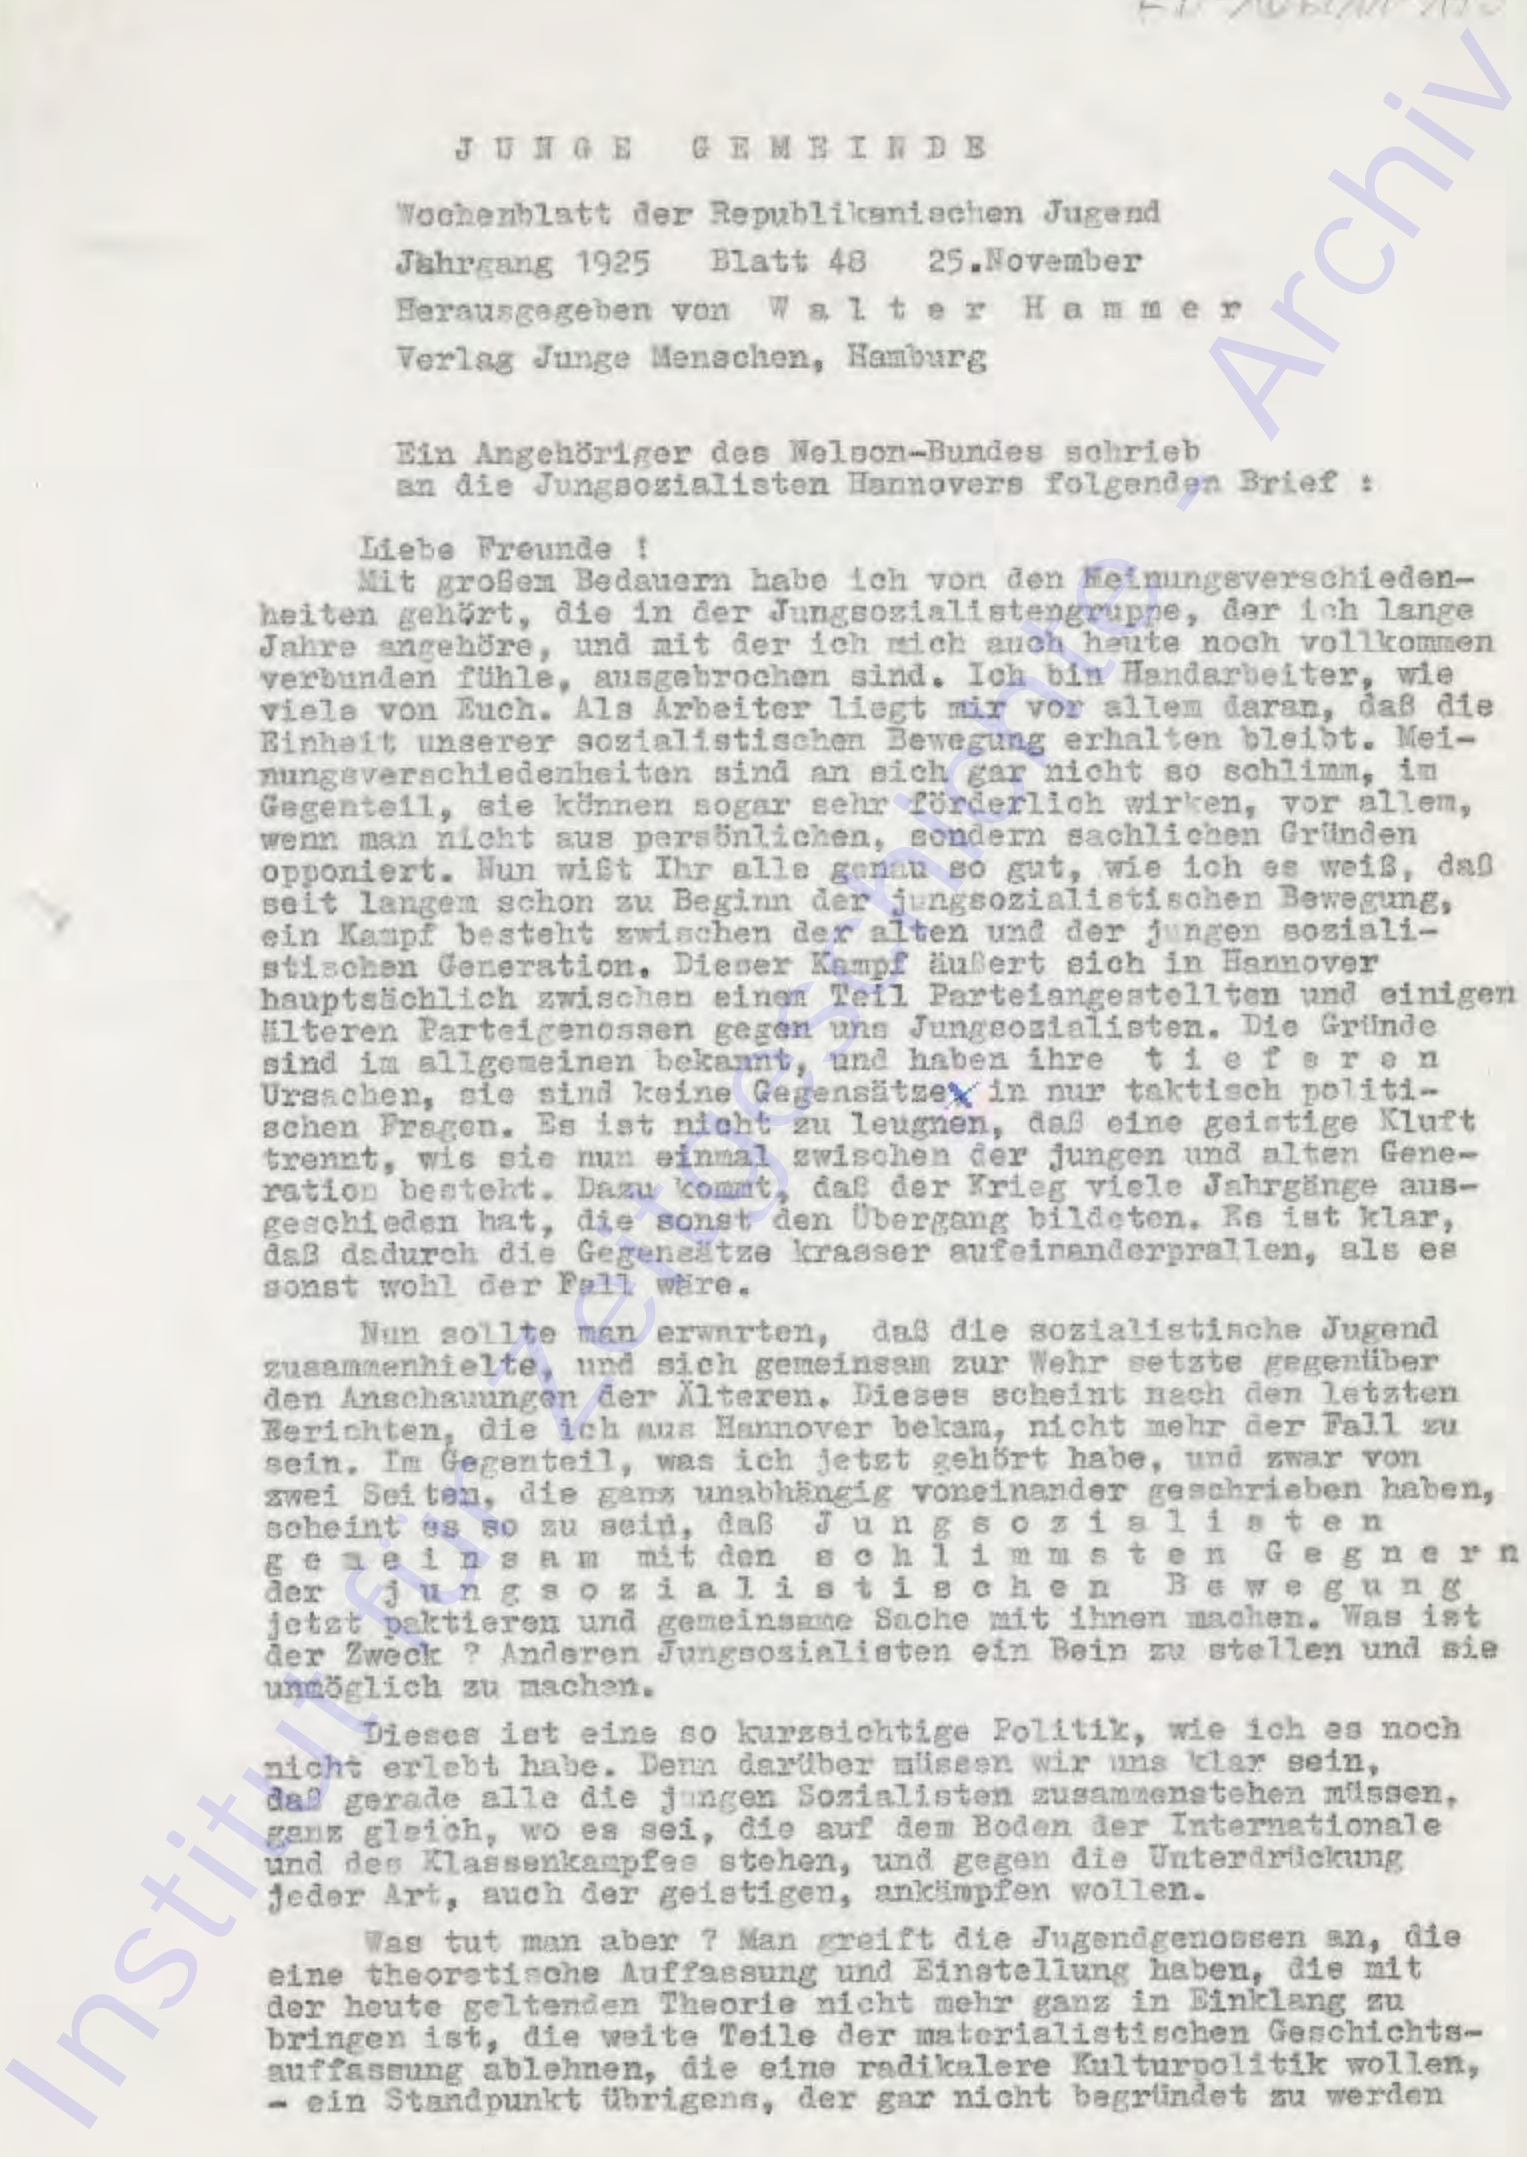 J U N G E   G E M E I N D E
Wochenblatt der Republikanischen Jugend
Jahrgang 1925   Blatt 48   25.November
Herausgegeben von W a l t e r  H a m m e r
Verlag Junge Menschen, Hamburg
Ein Angehöriger des Nelson-Bundes schrieb
an die Jungsozialisten Hannovers folgenden Brief :
Liebe Freunde !
Mit großem Bedauern habe ich von den Meinungsverschieden-
heiten gehört, die in der Jungsozialistengruppe, der ich lange
Jahre angehöre, und mit der ich mich auch heute noch vollkommen
verbunden fühle, ausgebrochen sind. Ich bin Handarbeiter, wie
viele von Euch. Als Arbeiter liegt mir vor allem daran, daß die
Einheit unserer sozialistischen Bewegung erhalten bleibt. Mei-
nungsverschiedenheiten sind an sich gar nicht so schlimm, im
Gegenteil, sie können sogar sehr förderlich wirken, vor allem,
wenn man nicht aus persönlichen, sondern sachlichen Gründen
opponiert. Nun wißt Ihr alle genau so gut, wie ich es weiß, daß
seit langem schon zu Beginn der jungsozialistischen Bewegung,
ein Kampf besteht zwischen der alten und der jungen soziali-
stischen Generation. Dieser Kampf äußert sich in Hannover
hauptsächlich zwischen einem Teil Parteiangestellten und einigen
älteren Parteigenossen gegen uns Jungsozialisten. Die Gründe
sind im allgemeinen bekannt, und haben ihre t i e f e r e n
Ursachen, sie sind keine Gegensätze in nur taktisch politi-
schen Fragen. Es ist nicht zu leugnen, daß eine geistige Kluft
trennt, wie sie nun einmal zwischen der jungen und alten Gene-
ration besteht. Dazu kommt, daß der Krieg viele Jahrgänge aus-
geschieden hat, die sonst den Übergang bildeten. Es ist klar,
daß dadurch die Gegensätze krasser aufeinanderprallen, als es
sonst wohl der Fall wäre.
Nun sollte man erwarten, daß die sozialistische Jugend
zusammenhielte, und sich gemeinsam zur Wehr setzte gegenüber
den Anschauungen der Älteren. Dieses scheint nach den letzten
Berichten, die ich aus Hannover bekam, nicht mehr der Fall zu
sein. Im Gegenteil, was ich jetzt gehört habe, und zwar von
zwei Seiten, die ganz unabhängig voneinander geschrieben haben,
scheint es so zu sein, daß J u n g s o z i a l i s t e n
g e m e i n s a m mit den s c h l i m m s t e n G e g n e r n
der j u n g s o z i a l i s t i s c h e n B e w e g u n g
jetzt paktieren und gemeinsame Sache mit ihnen machen. Was ist
der Zweck ? Anderen Jungsozialisten ein Bein zu stellen und sie
unmöglich zu machen.
Dieses ist eine so kurzsichtige Politik, wie ich es noch
nicht erlebt habe. Denn darüber müssen wir uns klar sein,
daß gerade alle die jungen Sozialisten zusammenstehen müssen,
ganz gleich, wo es sei, die auf dem Boden der Internationale
und des Klassenkampfes stehen, und gegen die Unterdrückung
jeder Art, auch der geistigen, ankämpfen wollen.
Was tut man aber ? Man greift die Jugendgenossen an, die
eine theoretische Auffassung und Einstellung haben, die mit
der heute geltenden Theorie nicht mehr ganz in Einklang zu
bringen ist, die weite Teile der materialistischen Geschichts-
auffassung ablehnen, die eine radikalere Kulturpolitik wollen,
- ein Standpunkt übrigens, der gar nicht begründet zu werden
Institut für Zeitgeschichte - Archiv